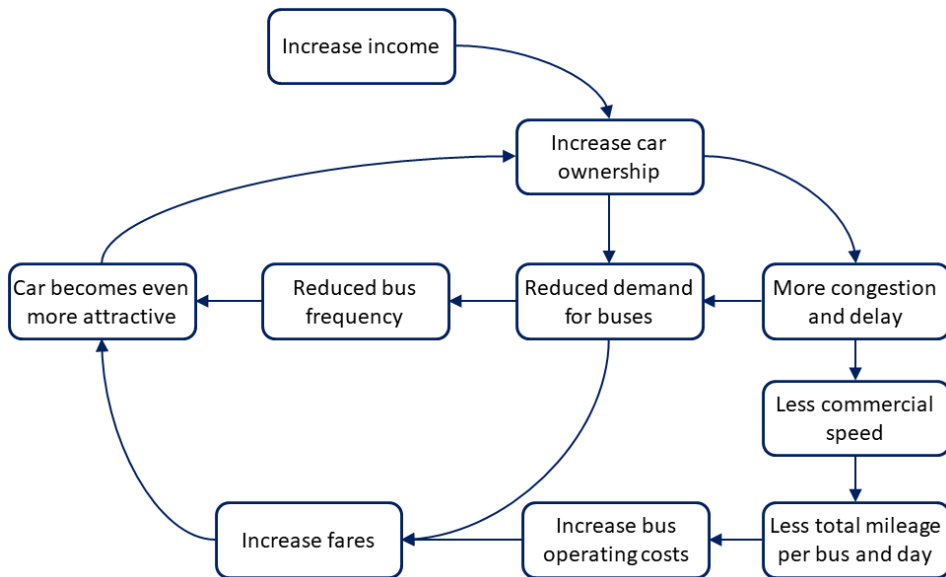 Increase income
Increase car
ownership
Car becomes even
more attractive
Reduced bus
frequency
Reduced demand
for buses
More congestion
and delay
Less commercial
speed
Increase fares
Increase bus
operating costs
Less total mileage
per bus and day